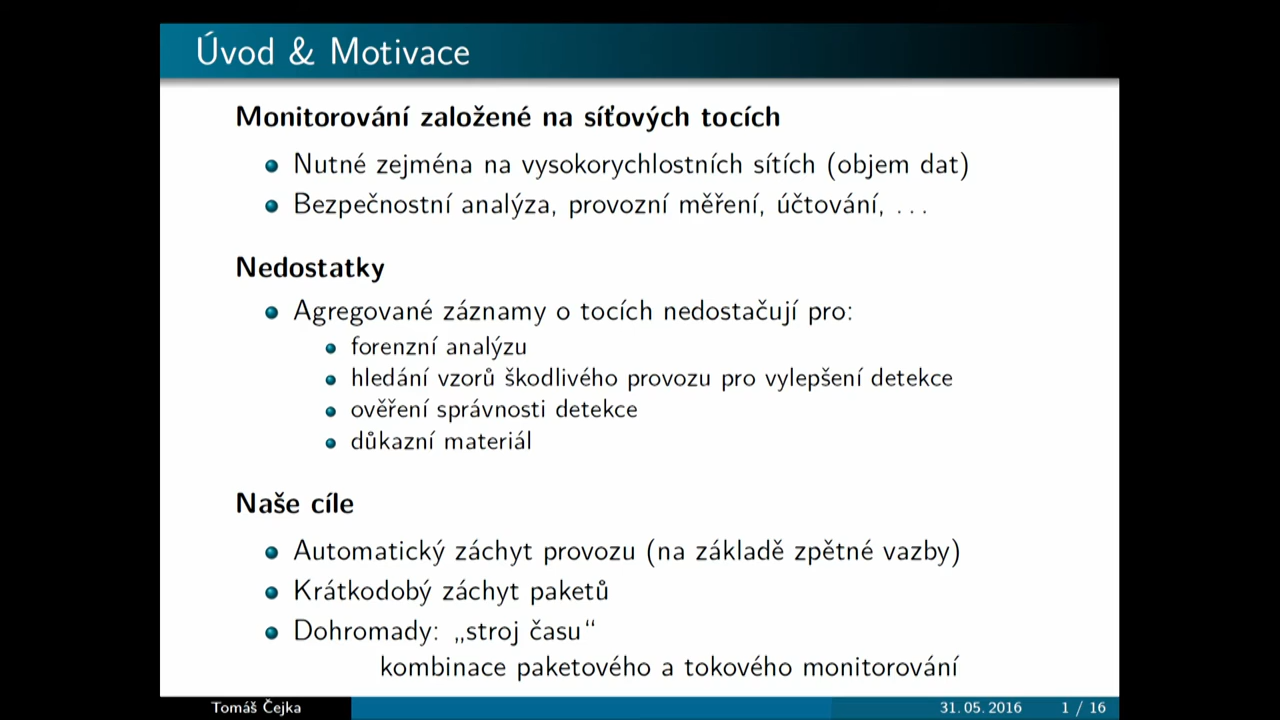 Úvod & Motivace
Monitorování založené na síťových tocích
Nutné zejména na vysokorychlostních sítích (objem dat)
Bezpečnostní analýza, provozní měření, účtování, . . .
Nedostatky
Agregované záznamy o tocích nedostačují pro:
forenzní analýzu
hledání vzorů škodlivého provozu pro vylepšení detekce
ověření správnosti detekce
důkazní materiál
Naše cíle
Automatický záchyt provozu (na základě zpětné vazby)
Krátkodobý záchyt paketů
Dohromady: „stroj času“
kombinace paketového a tokového monitorování
Tomáš Čejka 31. 05. 2016 1 / 16